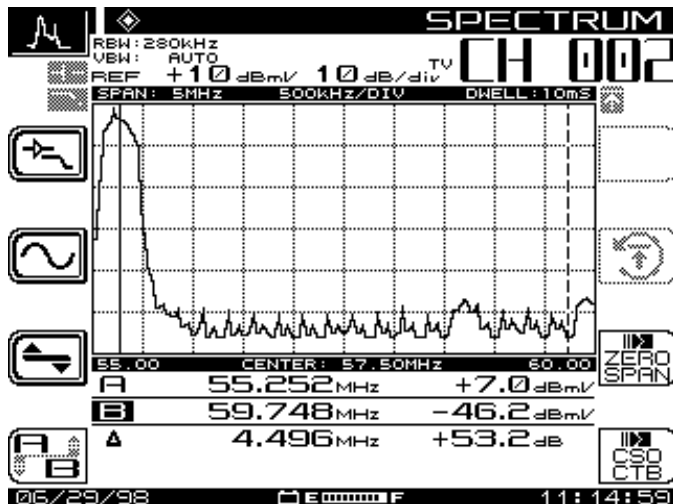 SPECTRUM
RBW:280kHz
VBW: AUTO
REF +10dBmV 10dB/div
TV CH 002
SPAN: 5MHz 500kHz/DIV DWELL:10mS
55.00 CENTER: 57.50MHz 60.00
A 55.252MHz +7.0dBmV
B 59.748MHz -46.2dBmV
Δ 4.496MHz +53.2dB
ZERO
SPAN
A
B
CSO
CTB
06/29/98 E F 11:14:59